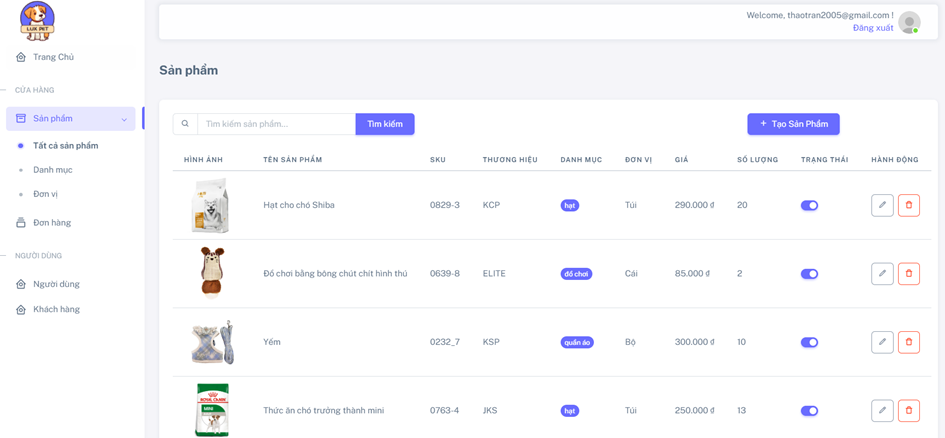 LUK PET
Welcome, thaotran2005@gmail.com !
Đăng xuất
Trang Chủ
CỬA HÀNG
Sản phẩm
Tất cả sản phẩm
Danh mục
Đơn vị
Đơn hàng
NGƯỜI DÙNG
Người dùng
Khách hàng
Sản phẩm
Tìm kiếm sản phẩm...
Tìm kiếm
+ Tạo Sản Phẩm
HÌNH ẢNH TÊN SẢN PHẨM SKU THƯƠNG HIỆU DANH MỤC ĐƠN VỊ GIÁ SỐ LƯỢNG TRẠNG THÁI HÀNH ĐỘNG
Hạt cho chó Shiba 0829-3 KCP hạt Túi 290.000 ₫ 20
Đồ chơi bằng bông chút chít hình thú 0639-8 ELITE đồ chơi Cái 85.000 ₫ 2
Yếm 0232_7 KSP quần áo Bộ 300.000 ₫ 10
ROYAL CANIN
MINI
Thức ăn chó trưởng thành mini 0763-4 JKS hạt Túi 250.000 ₫ 13